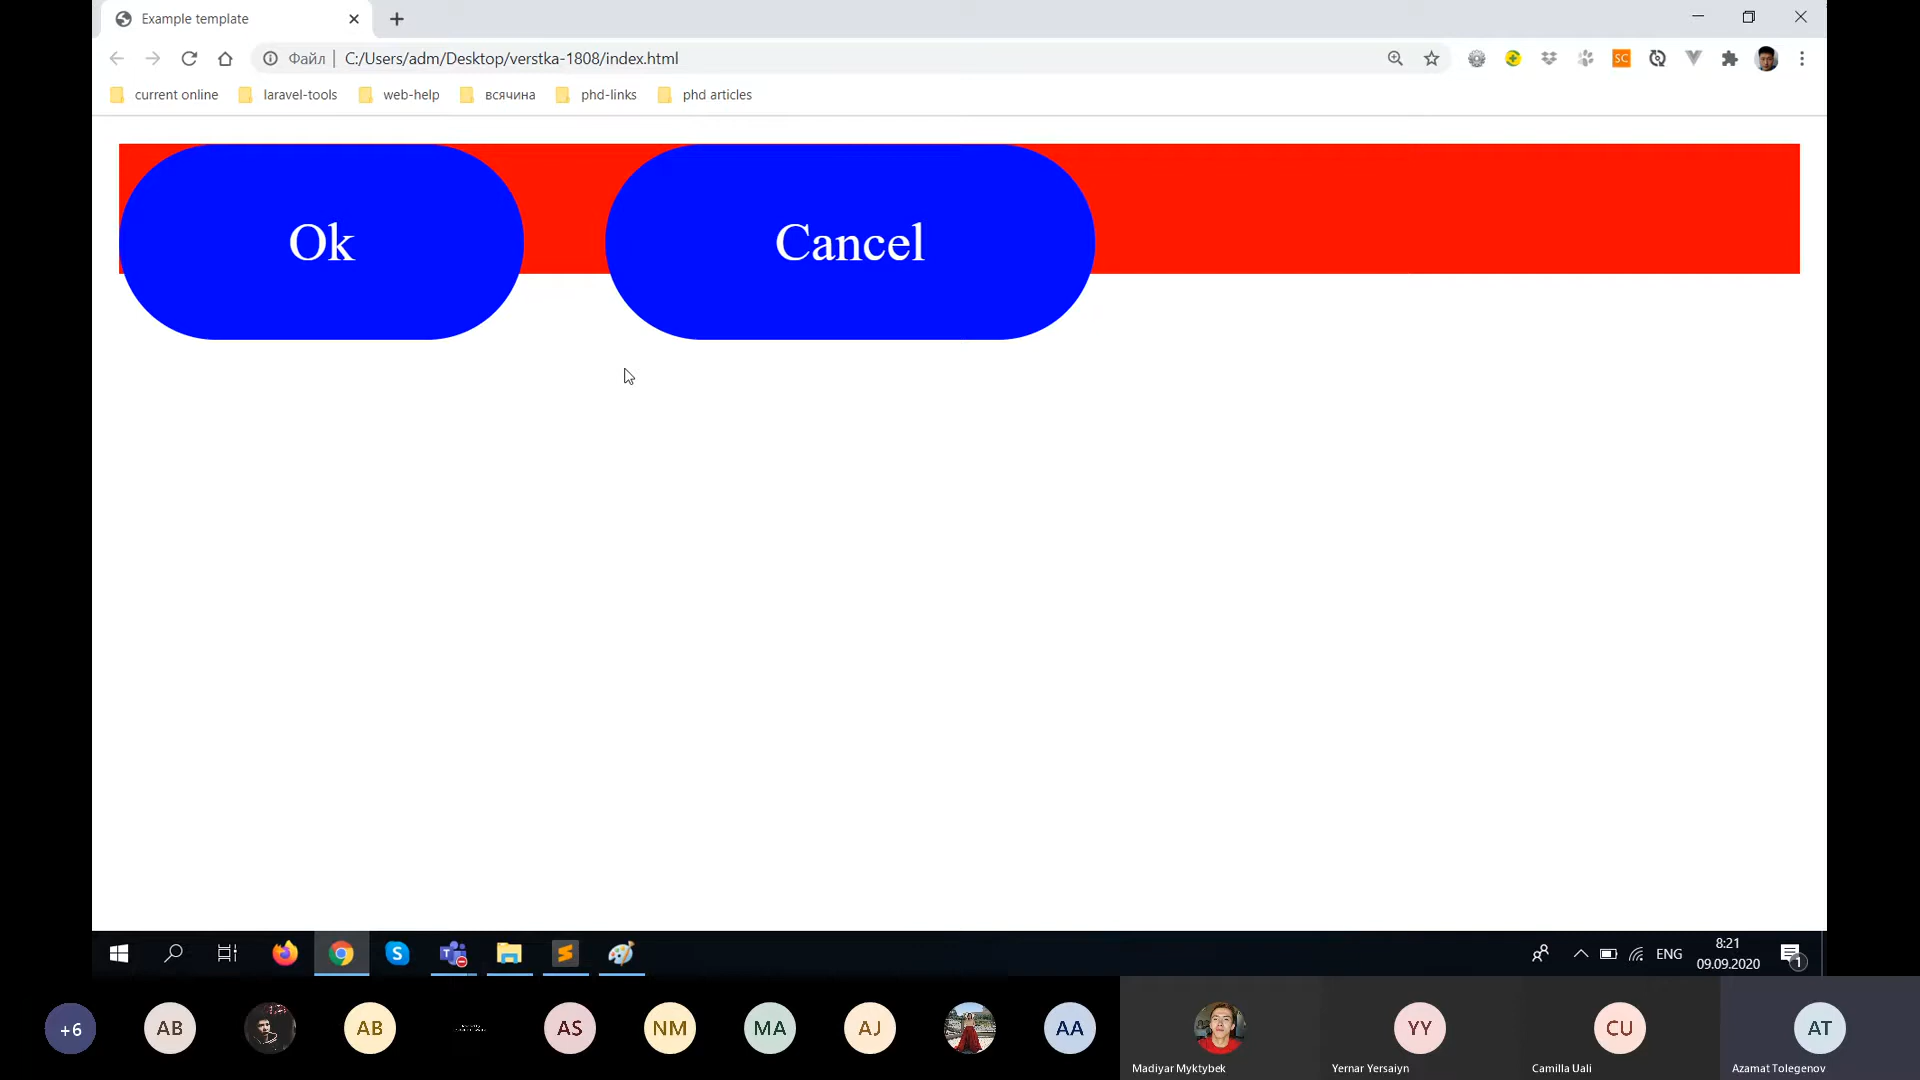 Example template
Файл
C:/Users/adm/Desktop/verstka-1808/index.html
SC
current online
laravel-tools
web-help
всячина
phd-links
phd articles
Ok
Cancel
ENG
8:21
09.09.2020
1
+6
AB
AB
AS
NM
MA
AJ
AA
YY
CU
AT
Madiyar Myktybek
Yernar Yersaiyn
Camilla Uali
Azamat Tolegenov